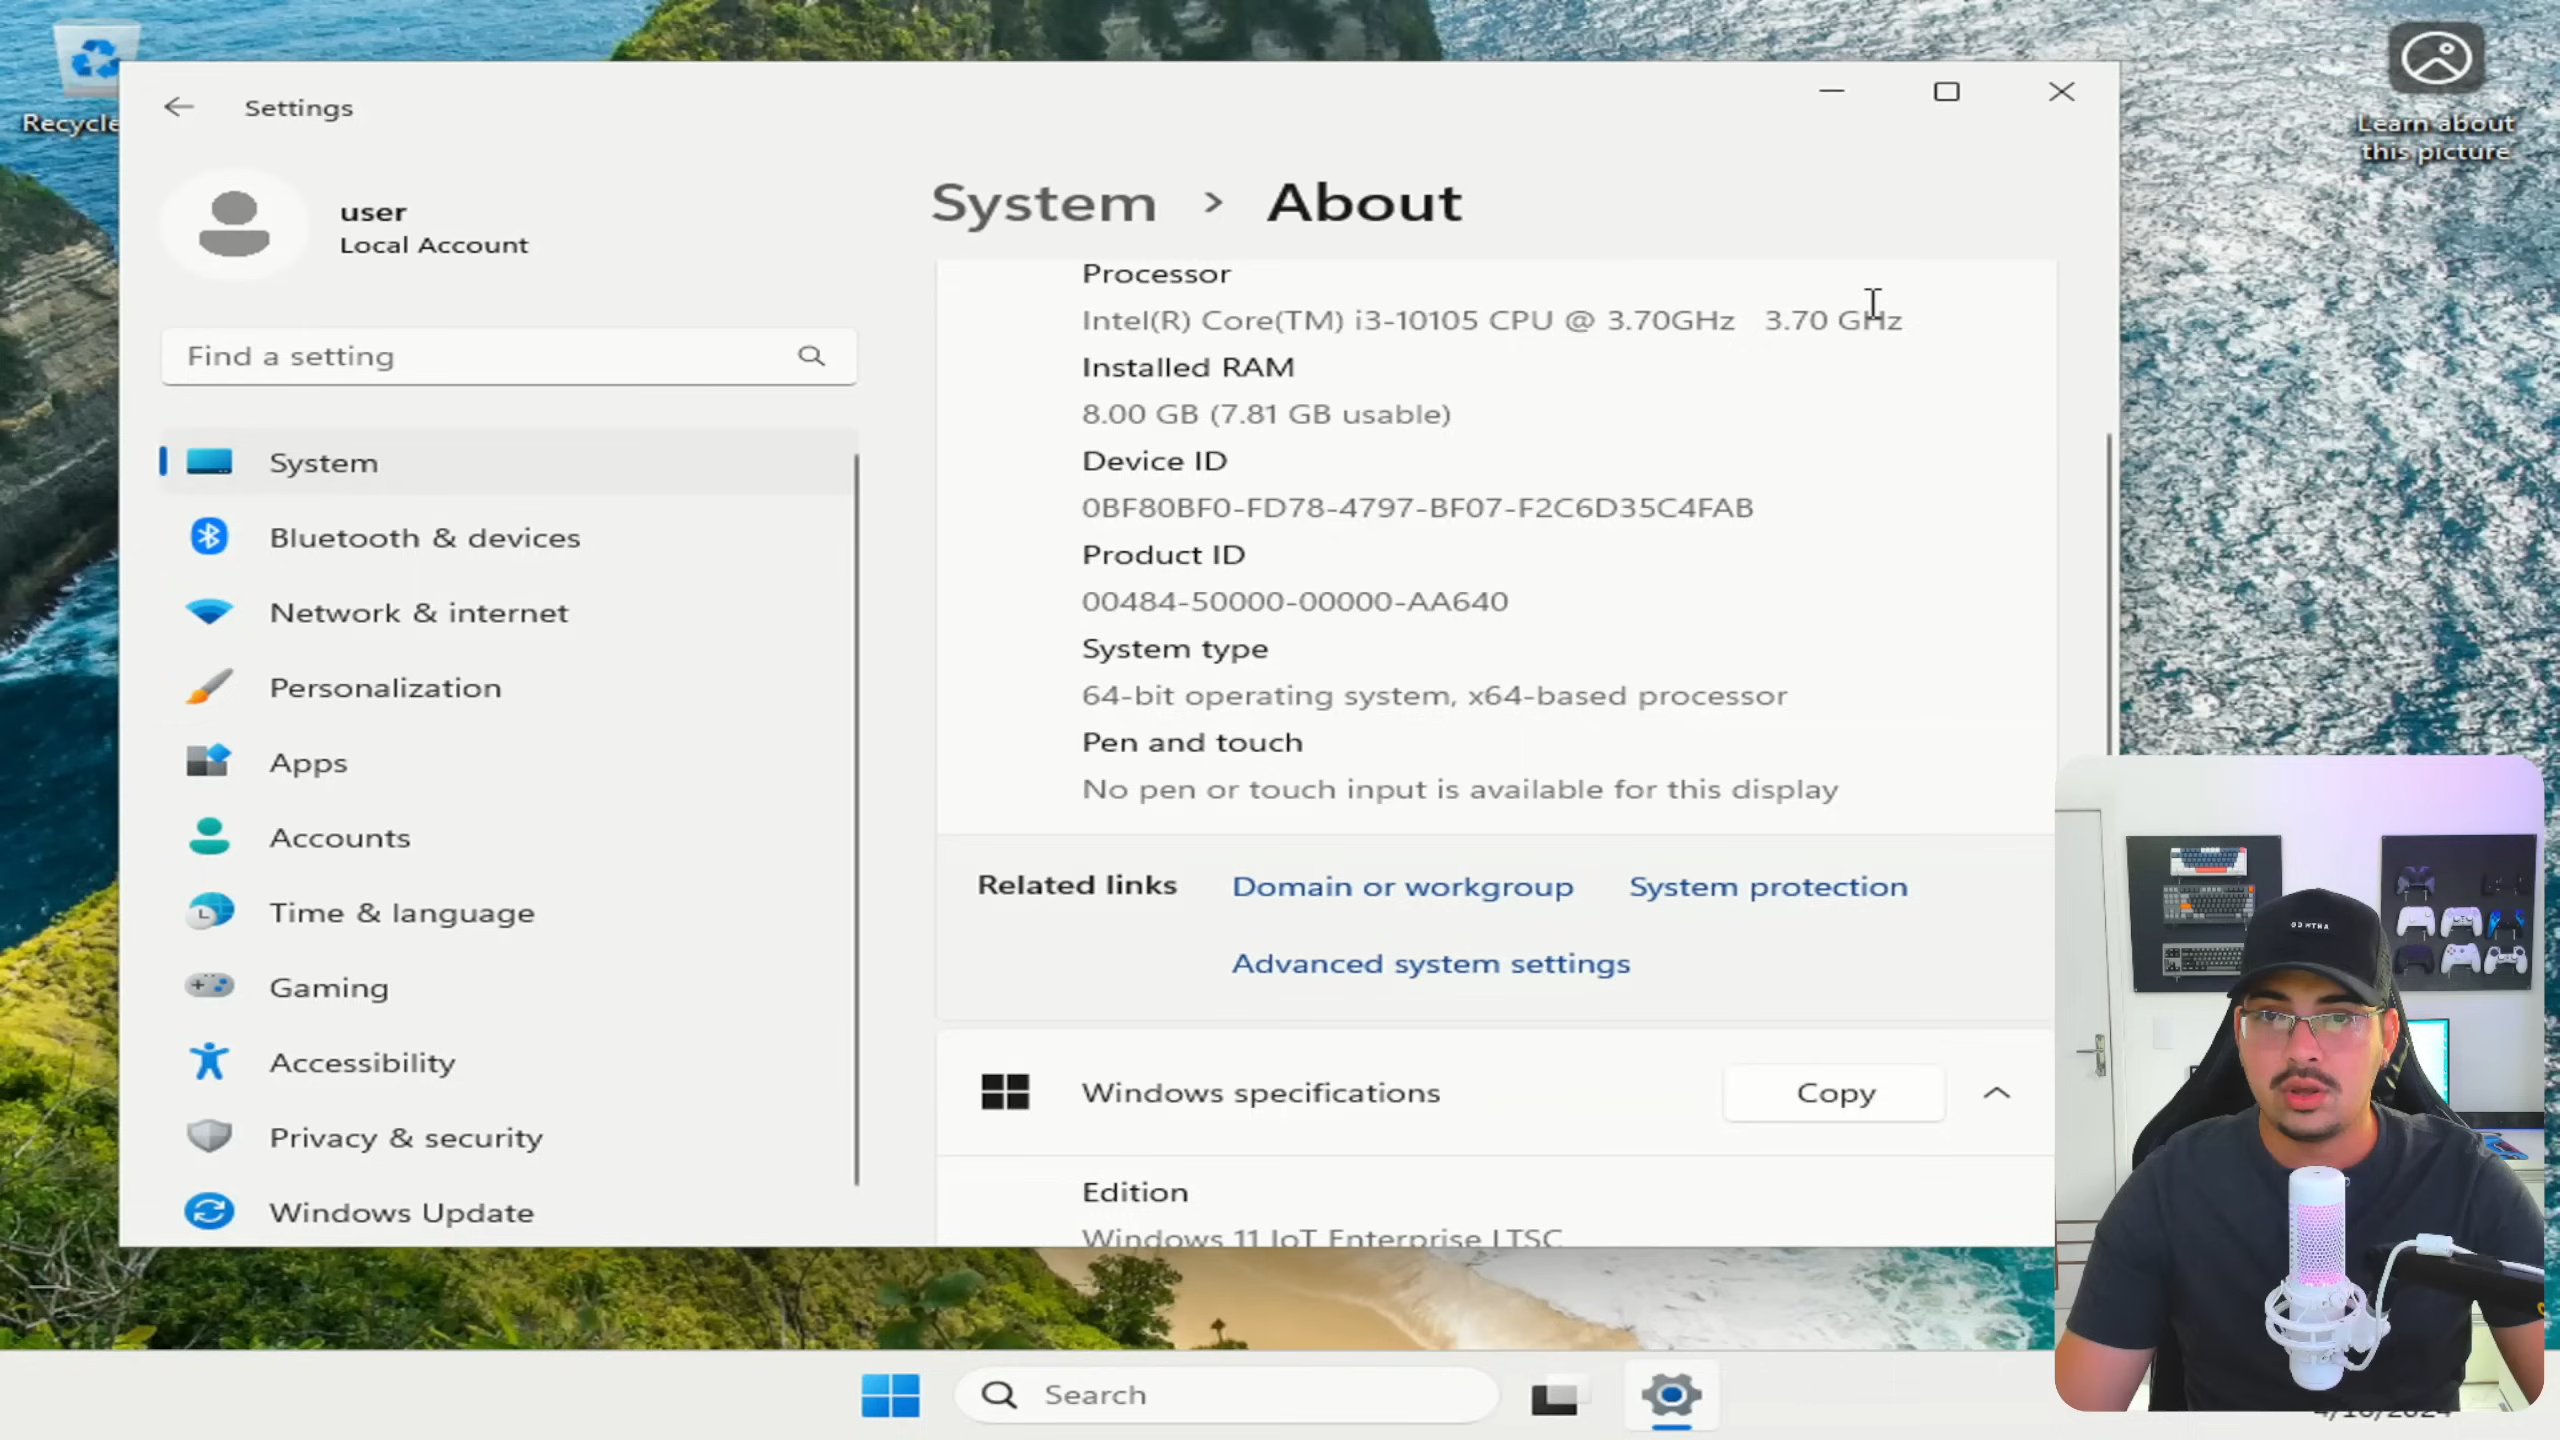 Recycle
Learn about
this picture
Settings
user
Local Account
Find a setting
System
Bluetooth & devices
Network & internet
Personalization
Apps
Accounts
Time & language
Gaming
Accessibility
Privacy & security
Windows Update
System > About
Processor
Intel(R) Core(TM) i3-10105 CPU @ 3.70GHz 3.70 GHz
Installed RAM
8.00 GB (7.81 GB usable)
Device ID
0BF80BF0-FD78-4797-BF07-F2C6D35C4FAB
Product ID
00484-50000-00000-AA640
System type
64-bit operating system, x64-based processor
Pen and touch
No pen or touch input is available for this display
Related links Domain or workgroup System protection
Advanced system settings
Windows specifications Copy
Edition
Windows 11 IoT Enterprise LTSC
Search